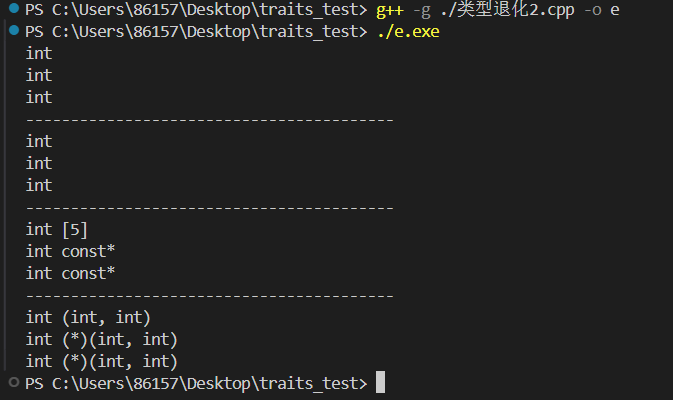 PS C:\Users\86157\Desktop\traits_test> g++ -g ./类型退化2.cpp -o e
PS C:\Users\86157\Desktop\traits_test> ./e.exe
int
int
int
-----------------------------------------
int
int
int
-----------------------------------------
int [5]
int const*
int const*
-----------------------------------------
int (int, int)
int (*)(int, int)
int (*)(int, int)
PS C:\Users\86157\Desktop\traits_test>